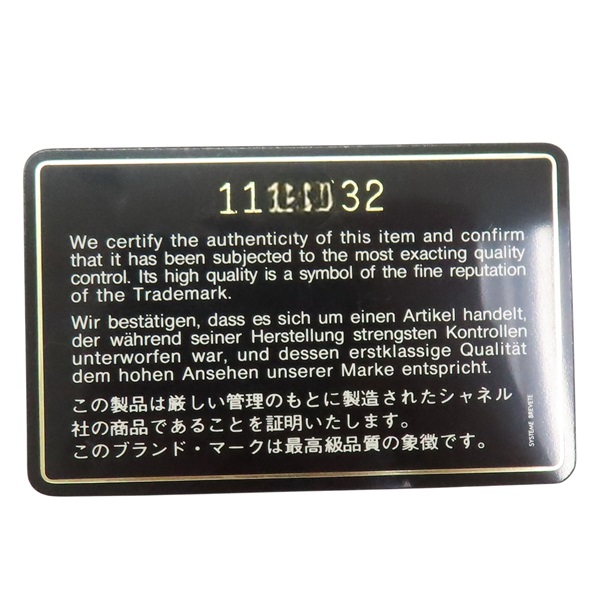 11 32
We certify the authenticity of this item and confirm
that it has been subjected to the most exacting quality
control. Its high quality is a symbol of the fine reputation
of the Trademark.
Wir bestätigen, dass es sich um einen Artikel handelt,
der während seiner Herstellung strengsten Kontrollen
unterworfen war, und dessen erstklassige Qualität
dem hohen Ansehen unserer Marke entspricht.
この製品は厳しい管理のもとに製造されたシャネル
社の商品であることを証明いたします。
このブランド・マークは最高級品質の象徴です。
SYSTEME BREVETE